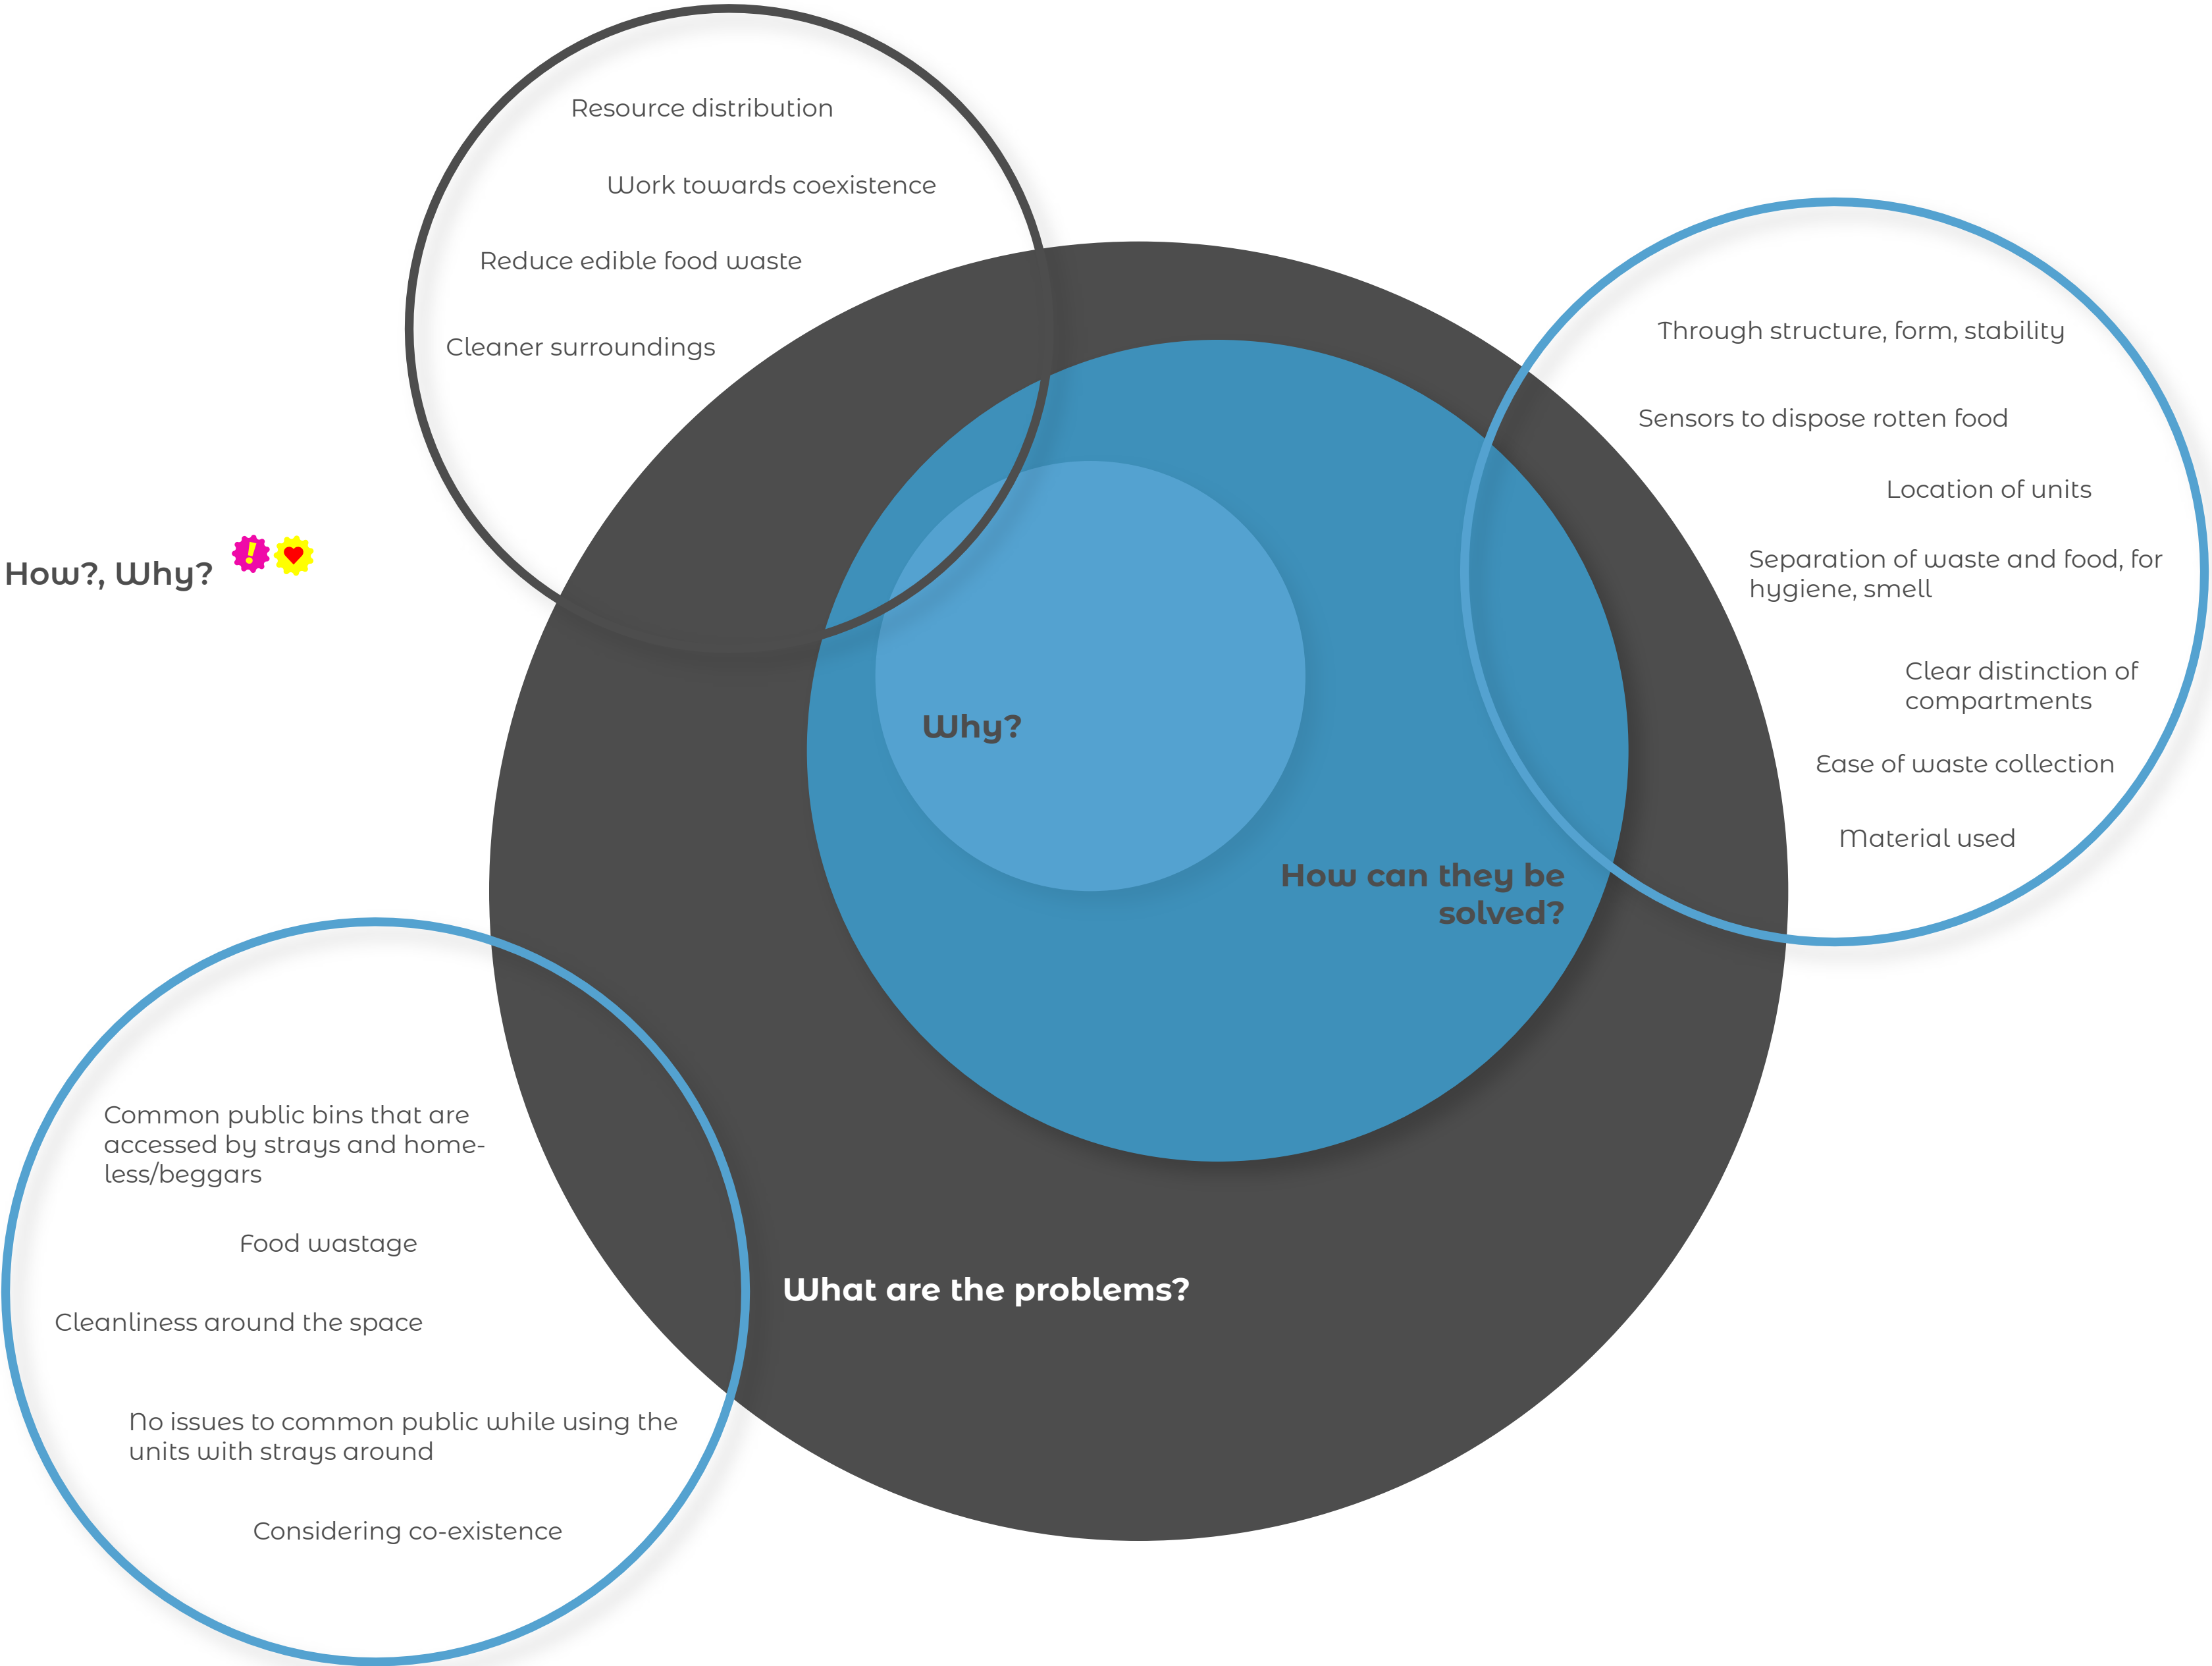 Resource distribution
Work towards coexistence
Reduce edible food waste
Cleaner surroundings
Through structure, form, stability
Sensors to dispose rotten food
Location of units
Separation of waste and food, for
hygiene, smell
Clear distinction of
compartments
Ease of waste collection
Material used
How?, Why?
Why?
How can they be
solved?
Common public bins that are
accessed by strays and home-
less/beggars
Food wastage
Cleanliness around the space
No issues to common public while using the
units with strays around
Considering co-existence
What are the problems?